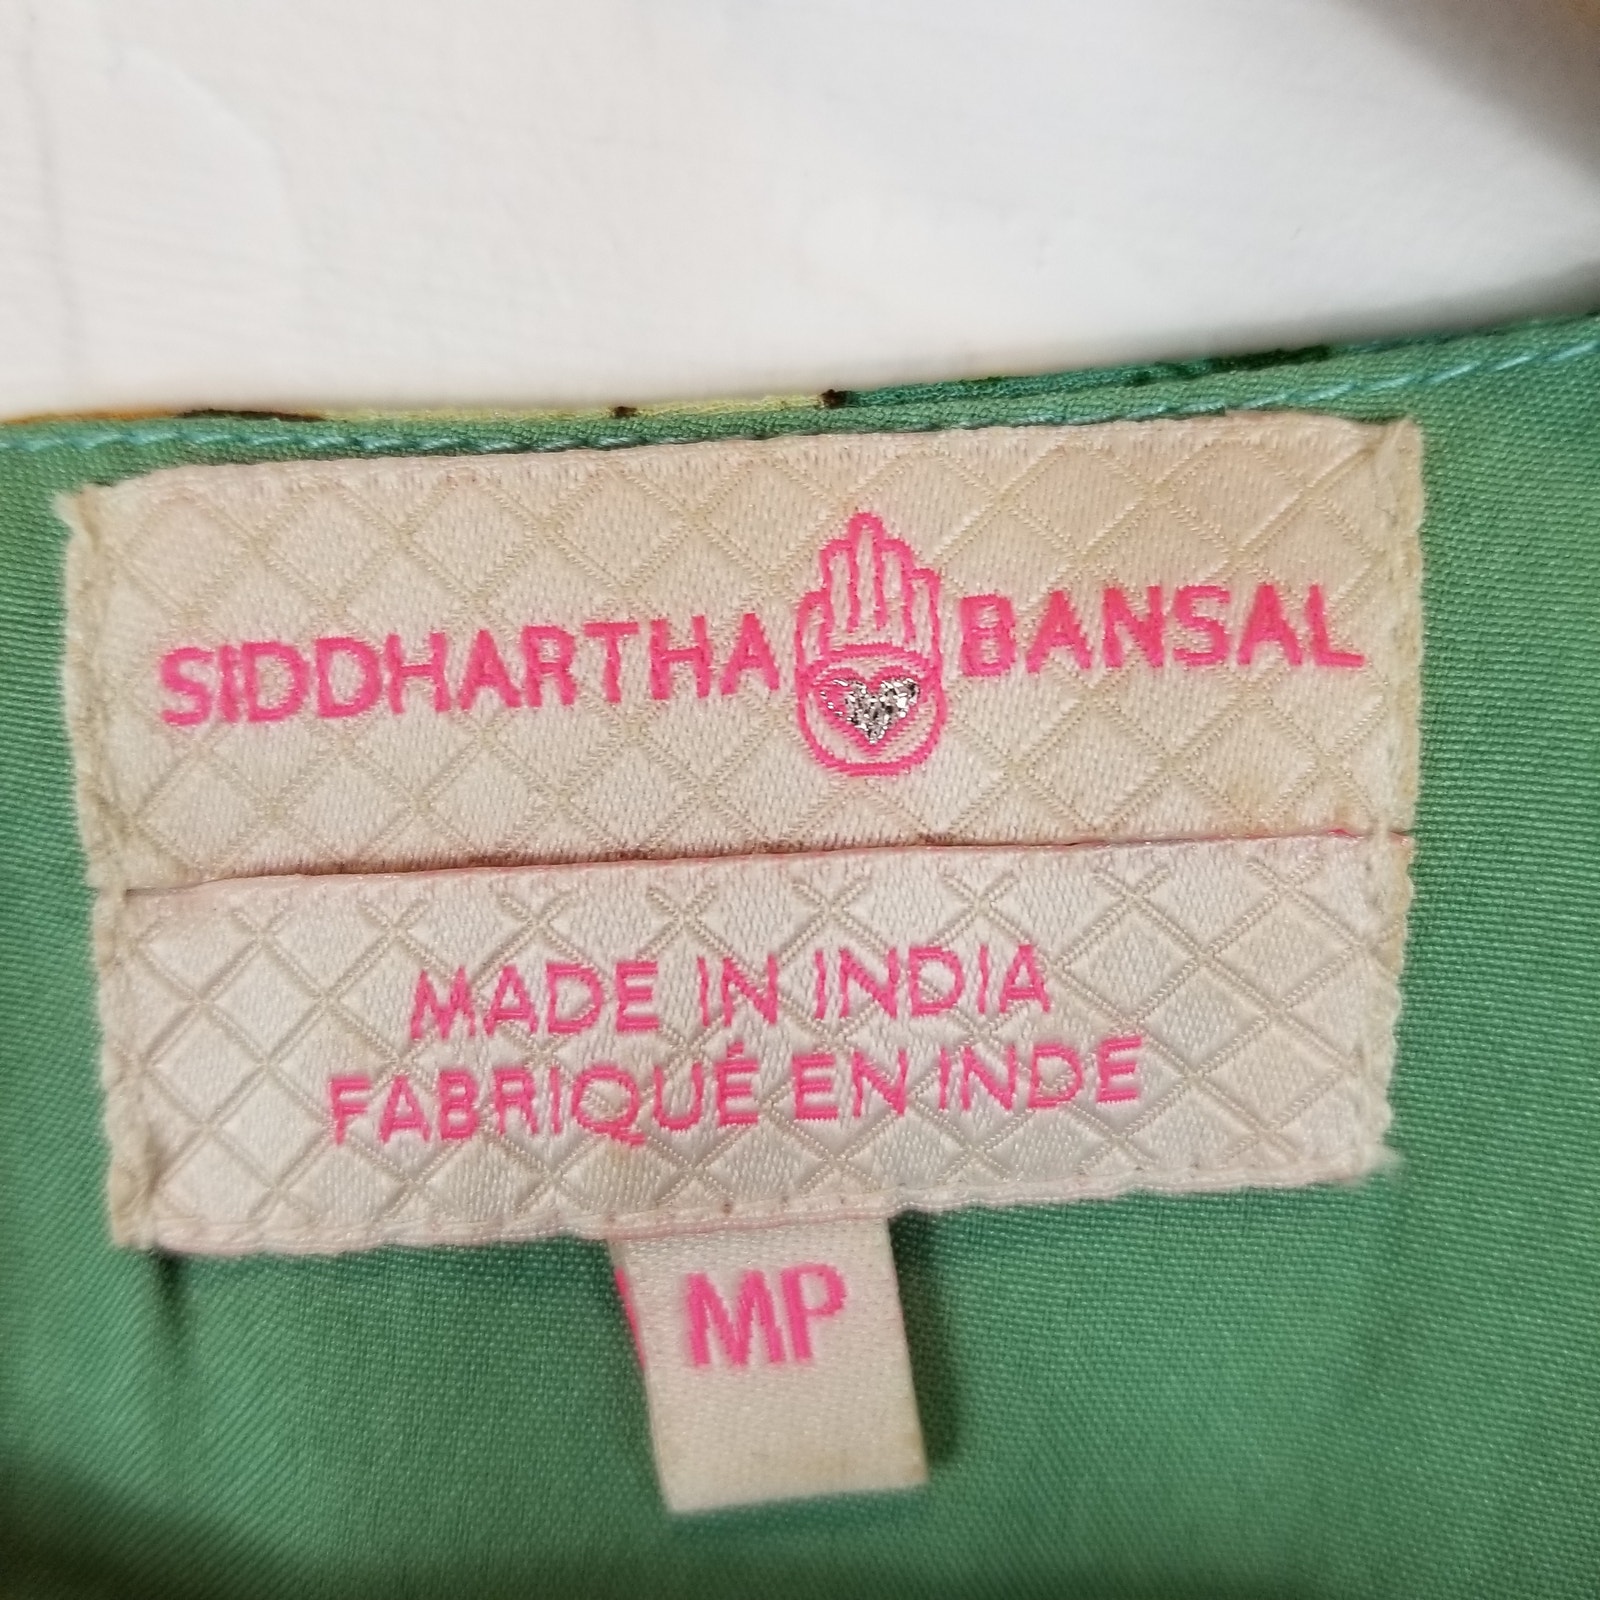 SIDDHARTHA BANSAL
MADE IN INDIA
FABRIQUÉ EN INDE
MP